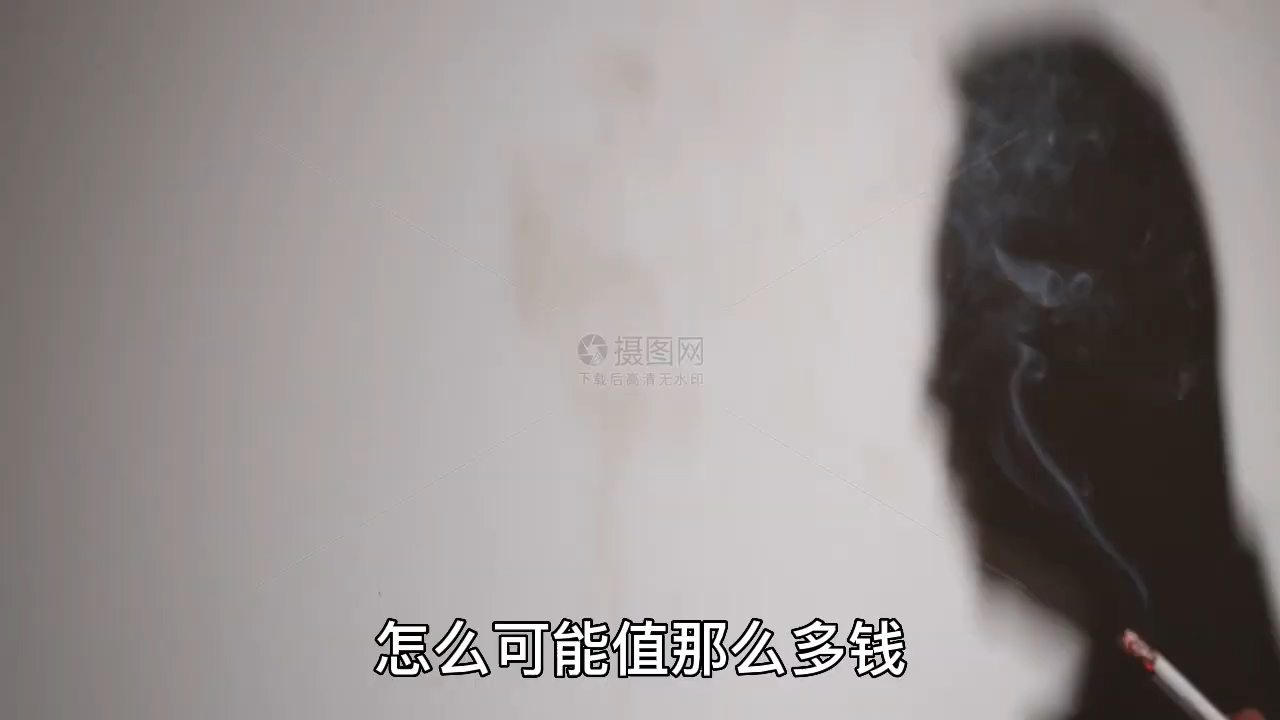 摄图网
下载后高清无水印
怎么可能值那么多钱